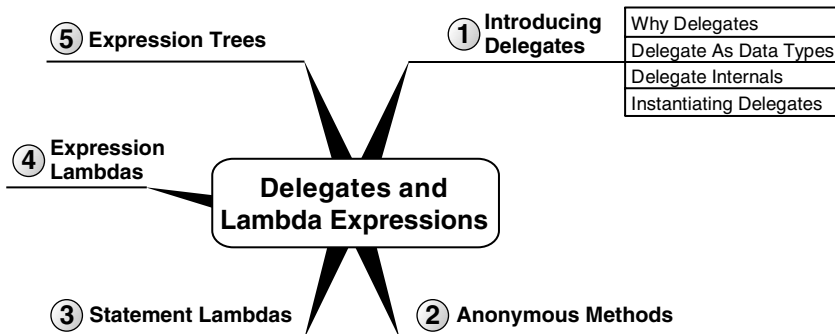 5 Expression Trees
1 Introducing
Delegates
Why Delegates
Delegate As Data Types
Delegate Internals
Instantiating Delegates
4 Expression
Lambdas
Delegates and
Lambda Expressions
3 Statement Lambdas
2 Anonymous Methods